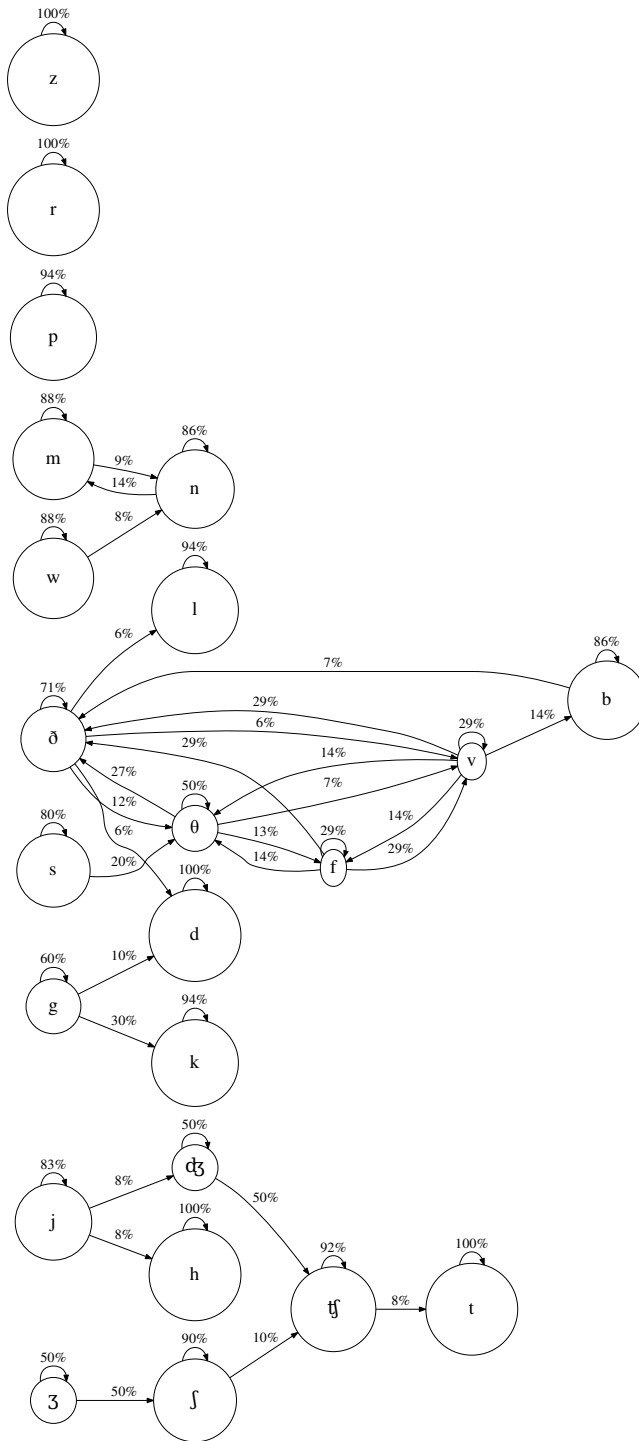 100%
z
100%
r
94%
p
88%
m
9%
14%
86%
n
88%
w
8%
94%
l
6%
7%
86%
b
71%
ð
29%
6%
29%
29%
v
14%
14%
27%
12%
6%
50%
θ
7%
14%
13%
14%
29%
f
29%
80%
s
20%
100%
d
60%
g
10%
30%
94%
k
50%
ʤ
83%
j
8%
8%
50%
100%
h
92%
ʧ
8%
100%
t
50%
ʒ
50%
90%
ʃ
10%